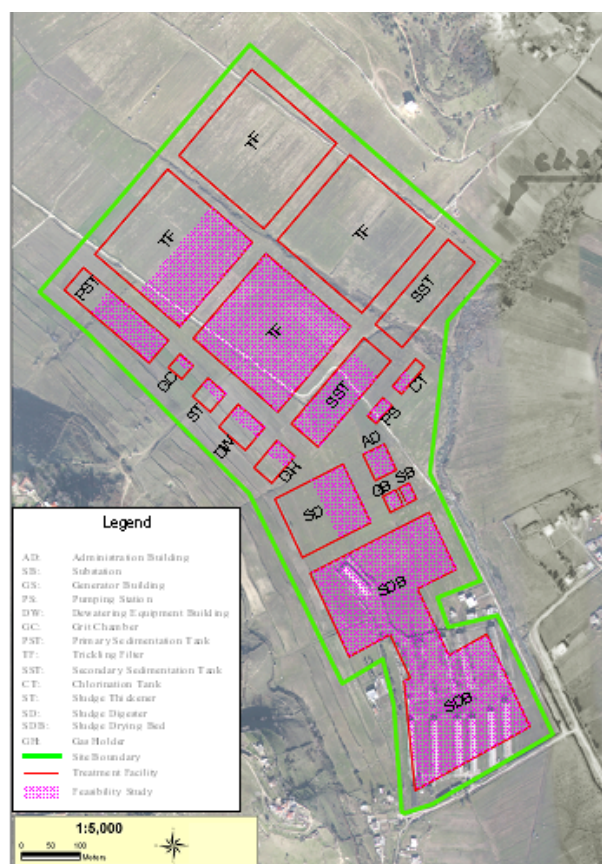 TF
TF
TF
SST
PST
TF
GC
SST
CT
ST
PS
DW
AD
GH
SB
GB
SD
SDB
SDB
Legend
AD: Administration Building
SB: Substation
GS: Generator Building
PS: Pumping Station
DW: Dewatering Equipment Building
GC: Grit Chamber
PST: Primary Sedimentation Tank
TF: Trickling Filter
SST: Secondary Sedimentation Tank
CT: Chlorination Tank
ST: Sludge Thickener
SD: Sludge Digester
SDB: Sludge Drying Bed
GH: Gas Holder
Site Boundary
Treatment Facility
Feasibility Study
1:5,000
0 50 100
Meters